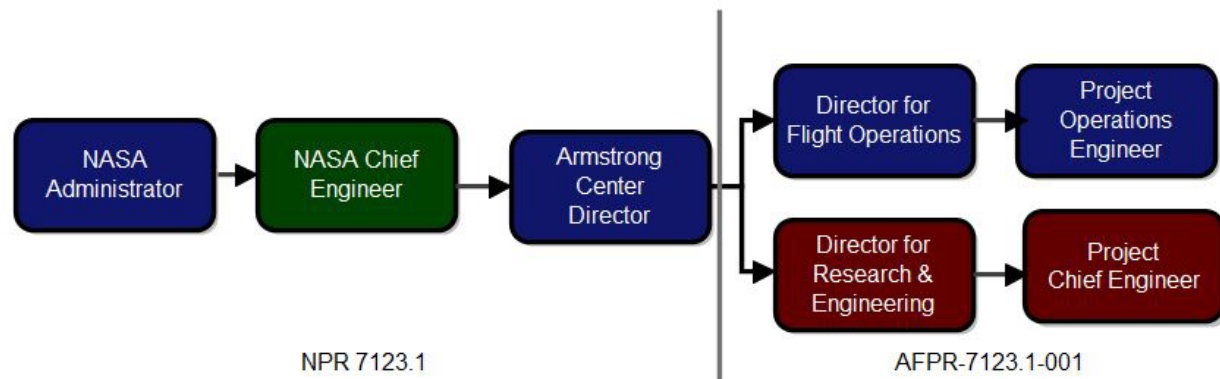 NASA
Administrator
NASA Chief
Engineer
Armstrong
Center
Director
Director for
Flight Operations
Project
Operations
Engineer
Director for
Research &
Engineering
Project
Chief Engineer
NPR 7123.1
AFPR-7123.1-001